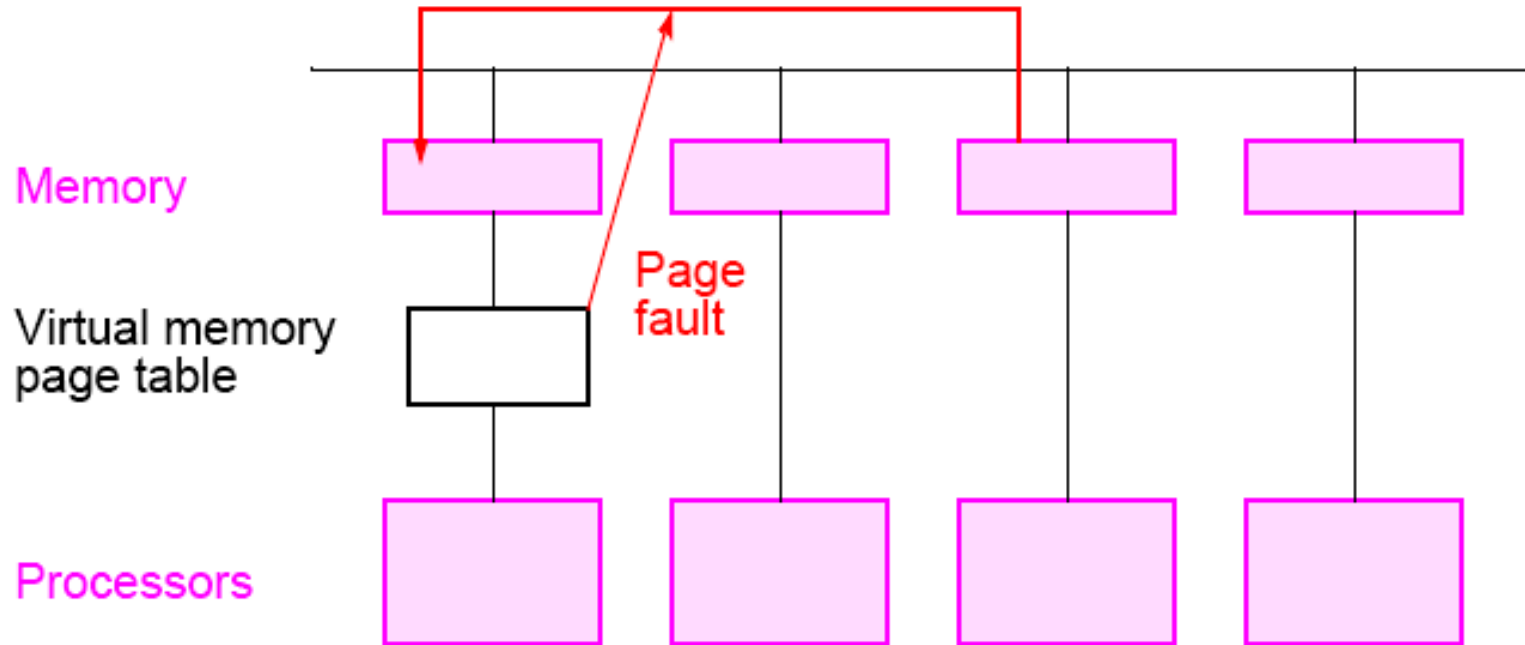 Memory
Page
fault
Virtual memory
page table
Processors